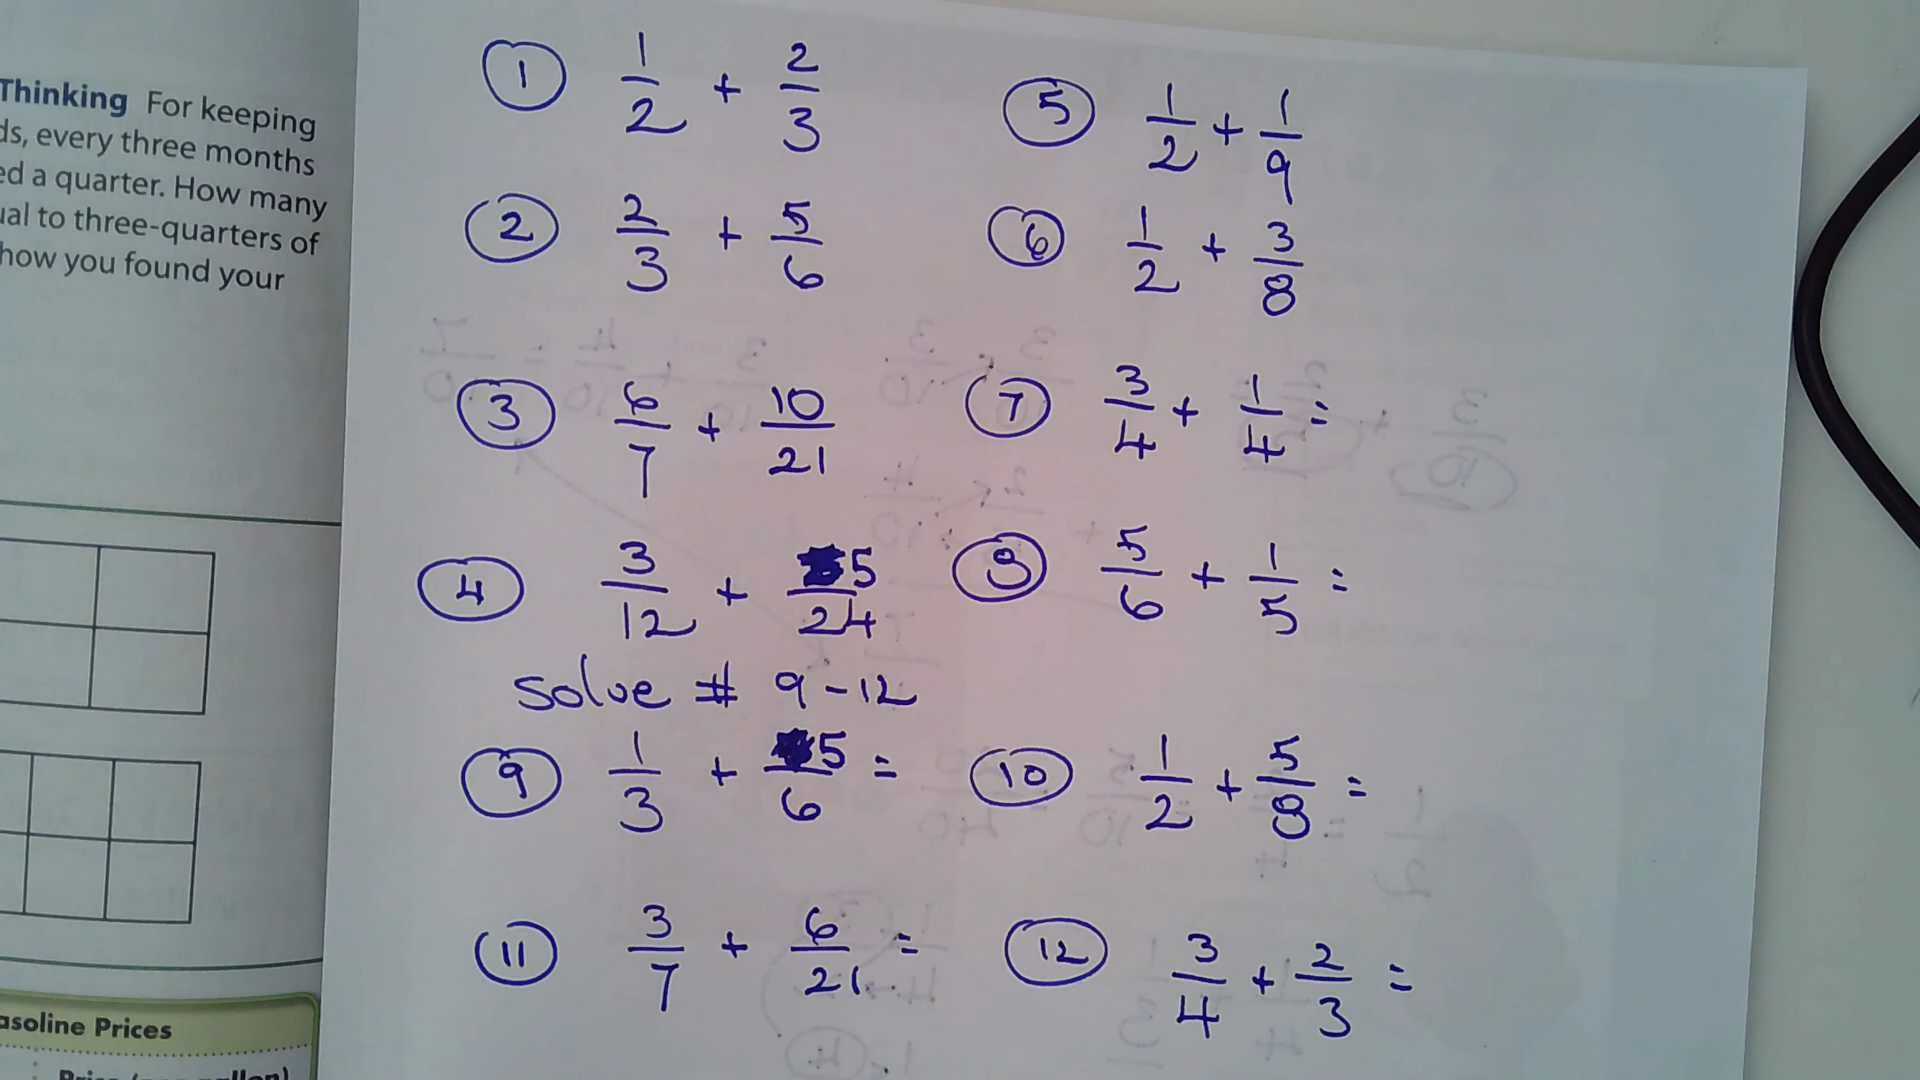 Thinking For keeping
ds, every three months
ed a quarter. How many
ual to three-quarters of
how you found your
asoline Prices
① 1/2 + 2/3
② 2/3 + 5/6
③ 6/7 + 10/21
④ 3/12 + 5/24
⑤ 1/2 + 1/9
⑥ 1/2 + 3/8
⑦ 3/4 + 1/4 =
⑧ 5/6 + 1/5 =
Solve # 9-12
⑨ 1/3 + 5/6 =
⑩ 1/2 + 5/8 =
⑪ 3/7 + 6/21 =
⑫ 3/4 + 2/3 =